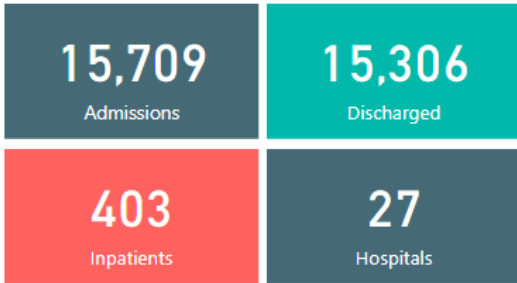 15,709
Admissions
15,306
Discharged
403
Inpatients
27
Hospitals